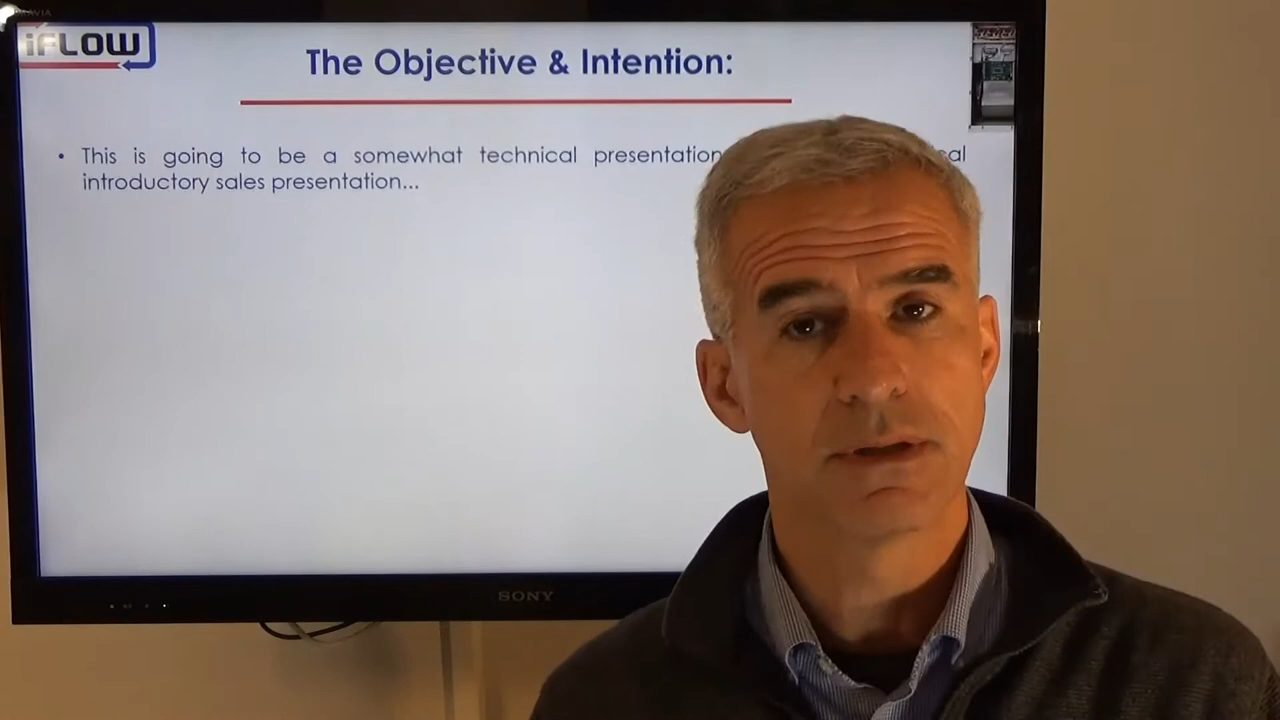 iFLOW
The Objective & Intention:
• This is going to be a somewhat technical presentation
introductory sales presentation...
SONY